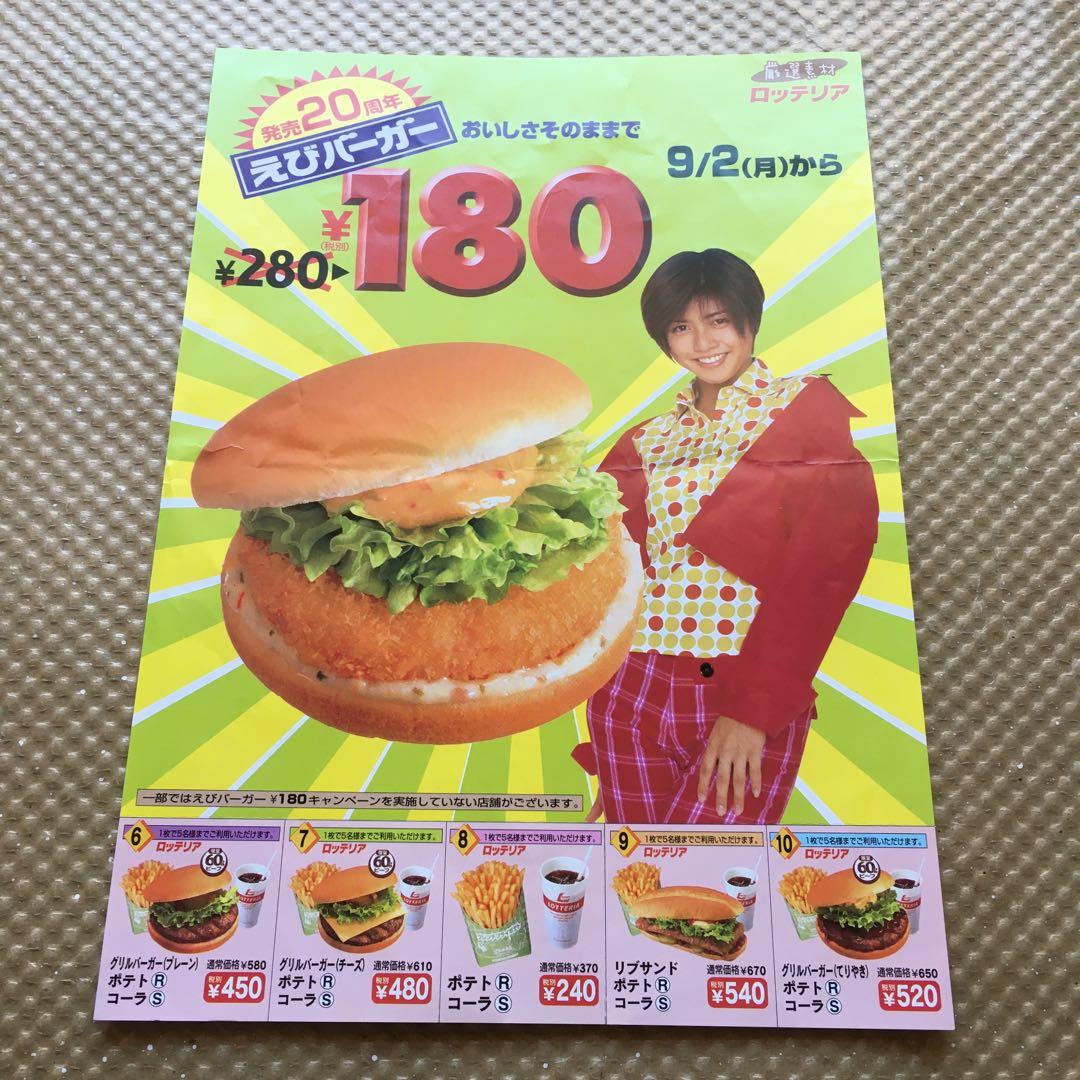 厳選素材
ロッテリア
発売20周年
えびバーガー
おいしさそのままで
9/2(月)から
¥280▶¥180
(税別)
一部ではえびバーガー¥180キャンペーンを実施していない店舗がございます。
6
1枚で5名様までご利用いただけます。
ロッテリア
60g
ビーフ
グリルバーガー(プレーン)
通常価格¥580
ポテトⓇ
コーラⓈ
税別
¥450
7
1枚で5名様までご利用いただけます。
ロッテリア
60g
ビーフ
グリルバーガー(チーズ)
通常価格¥610
ポテトⓇ
コーラⓈ
税別
¥480
8
1枚で5名様までご利用いただけます。
ロッテリア
LOTTERIA
通常価格¥370
ポテトⓇ
コーラⓈ
税別
¥240
9
1枚で5名様までご利用いただけます。
ロッテリア
リブサンド
通常価格¥670
ポテトⓇ
コーラⓈ
税別
¥540
10
1枚で5名様までご利用いただけます。
ロッテリア
60g
ビーフ
グリルバーガー(てりやき)
通常価格¥650
ポテトⓇ
コーラⓈ
税別
¥520